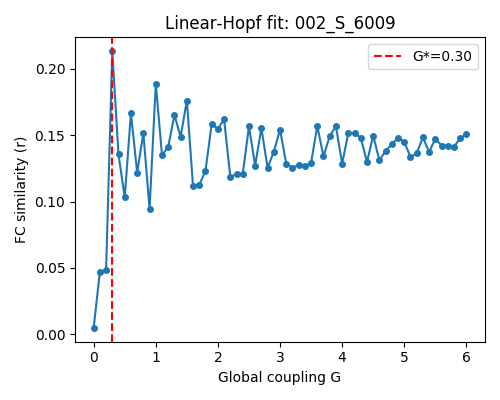 Linear-Hopf fit: 002_S_6009
G*=0.30
FC similarity (r)
0.20
0.15
0.10
0.05
0.00
0 1 2 3 4 5 6
Global coupling G